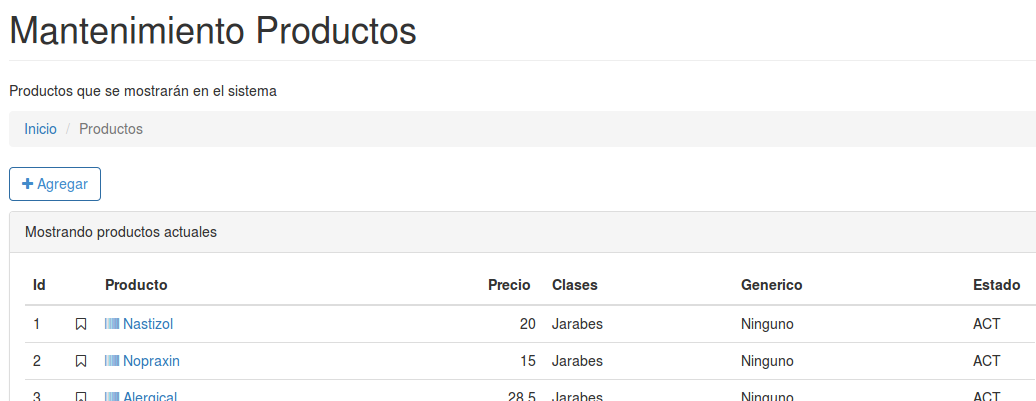 Mantenimiento Productos
Productos que se mostrarán en el sistema
Inicio / Productos
Agregar
Mostrando productos actuales
Id Producto Precio Clases Generico Estado
1 Nastizol 20 Jarabes Ninguno ACT
2 Nopraxin 15 Jarabes Ninguno ACT
3 Alergical 28.5 Jarabes Ninguno ACT